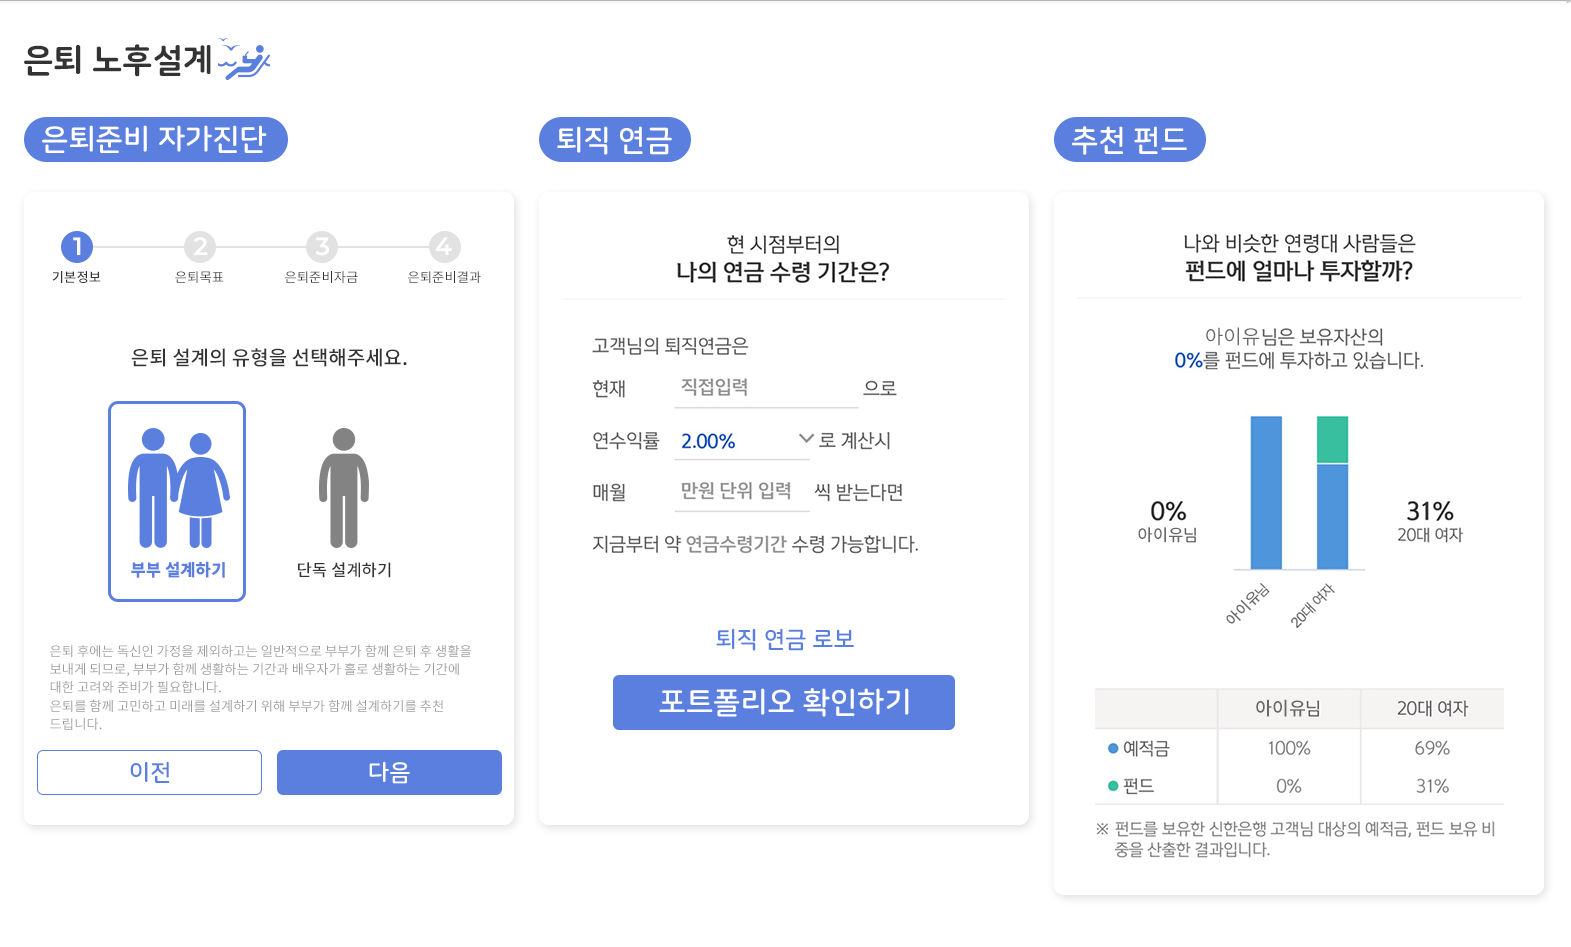 은퇴 노후설계
은퇴준비 자가진단
1 2 3 4
기본정보 은퇴목표 은퇴준비자금 은퇴준비결과
은퇴 설계의 유형을 선택해주세요.
부부 설계하기 단독 설계하기
은퇴 후에는 독신인 가정을 제외하고는 일반적으로 부부가 함께 은퇴 후 생활을
보내게 되므로, 부부가 함께 생활하는 기간과 배우자가 홀로 생활하는 기간에
대한 고려와 준비가 필요합니다.
은퇴를 함께 고민하고 미래를 설계하기 위해 부부가 함께 설계하기를 추천
드립니다.
이전 다음
퇴직 연금
현 시점부터의
나의 연금 수령 기간은?
고객님의 퇴직연금은
현재 직접입력 으로
연수익률 2.00% 로 계산시
매월 만원 단위 입력 씩 받는다면
지금부터 약 연금수령기간 수령 가능합니다.
퇴직 연금 로보
포트폴리오 확인하기
추천 펀드
나와 비슷한 연령대 사람들은
펀드에 얼마나 투자할까?
아이유님은 보유자산의
0%를 펀드에 투자하고 있습니다.
0%
아이유님
31%
20대 여자
아이유님 20대 여자
아이유님 20대 여자
예적금 100% 69%
펀드 0% 31%
※ 펀드를 보유한 신한은행 고객님 대상의 예적금, 펀드 보유 비
중을 산출한 결과입니다.